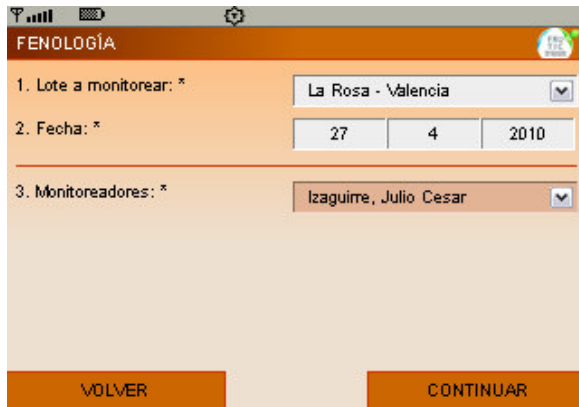 FENOLOGÍA
1. Lote a monitorear: * La Rosa - Valencia
2. Fecha: * 27 4 2010
3. Monitoreadores: * Izaguirre, Julio Cesar
VOLVER CONTINUAR